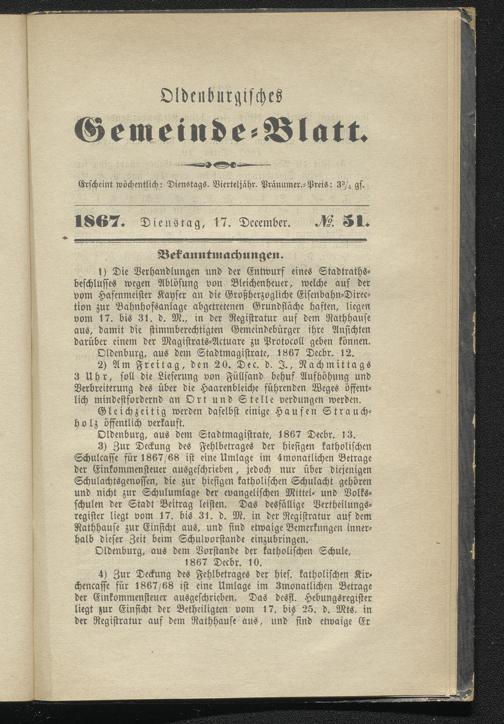 Oldenburgisches
Gemeinde-Blatt.
Erscheint wöchentlich: Dienstags. Vierteljähr. Pränumer.-Preis: 3¾ gs.
1867. Dienstag, 17. December. №. 51.
Bekanntmachungen.
1) Die Verhandlungen und der Entwurf eines Stadtraths-
beschlusses wegen Ablösung von Bleichenheuer, welche auf der
vom Hafenmeister Kayser an die Großherzogliche Eisenbahn-Direc-
tion zur Bahnhofsanlage abgetretenen Grundfläche haften, liegen
vom 17. bis 31. d. M., in der Registratur auf dem Rathhause
aus, damit die stimmberechtigten Gemeindebürger ihre Ansichten
darüber einem der Magistrats-Actuare zu Protocoll geben können.
Oldenburg, aus dem Stadtmagistrate, 1867 Decbr. 12.
2) Am Freitag, den 20. Dec. d. J., Nachmittags
3 Uhr, soll die Lieferung von Füllsand behuf Aufhöhung und
Verbreiterung des über die Haarenbleiche führenden Weges öffent-
lich mindestfordernd an Ort und Stelle verdungen werden.
Gleichzeitig werden daselbst einige Haufen Strauch-
holz öffentlich verkauft.
Oldenburg, aus dem Stadtmagistrate, 1867 Decbr. 13.
3) Zur Deckung des Fehlbetrages der hiesigen katholischen
Schulcasse für 1867/68 ist eine Umlage im 4monatlichen Betrage
der Einkommensteuer ausgeschrieben, jedoch nur über diejenigen
Schulachtsgenossen, die zur hiesigen katholischen Schulacht gehören
und nicht zur Schulumlage der evangelischen Mittel- und Volks-
schulen der Stadt Beitrag leisten. Das desfällige Vertheilungs-
register liegt vom 17. bis 31. d. M. in der Registratur auf dem
Rathhause zur Einsicht aus, und sind etwaige Bemerkungen inner-
halb dieser Zeit beim Schulvorstande einzubringen.
Oldenburg, aus dem Vorstande der katholischen Schule,
1867 Decbr. 10.
4) Zur Deckung des Fehlbetrages der hies. katholischen Kir-
chencasse für 1867/68 ist eine Umlage im 3monatlichen Betrage
der Einkommensteuer ausgeschrieben. Das desfl. Hebungsregister
liegt zur Einsicht der Betheiligten vom 17. bis 25. d. Mts. in
der Registratur auf dem Rathhause aus, und sind etwaige Er